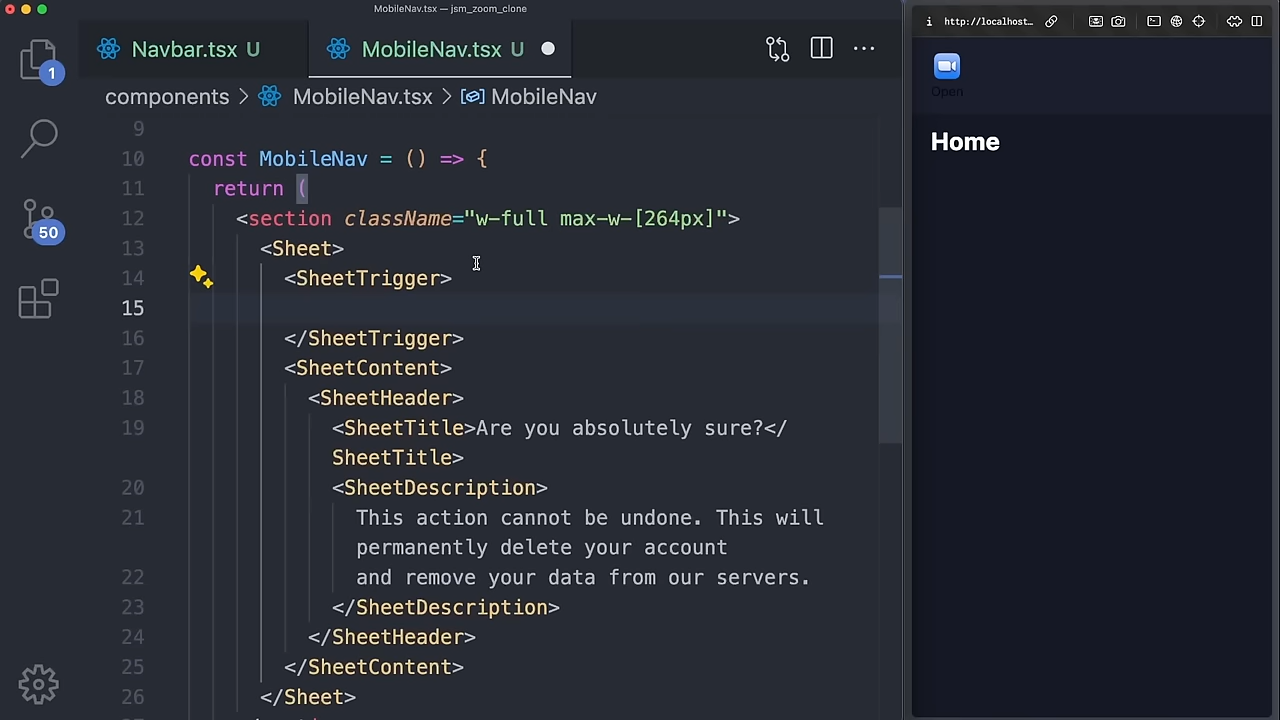 MobileNav.tsx — jsm_zoom_clone
http://localhost...
Navbar.tsx U
MobileNav.tsx U
1
components > MobileNav.tsx > MobileNav
Open
Home
50
9
10 const MobileNav = () => {
11 return (
12 <section className="w-full max-w-[264px]">
13 <Sheet>
14 <SheetTrigger>
15
16 </SheetTrigger>
17 <SheetContent>
18 <SheetHeader>
19 <SheetTitle>Are you absolutely sure?</
SheetTitle>
20 <SheetDescription>
21 This action cannot be undone. This will
permanently delete your account
22 and remove your data from our servers.
23 </SheetDescription>
24 </SheetHeader>
25 </SheetContent>
26 </Sheet>